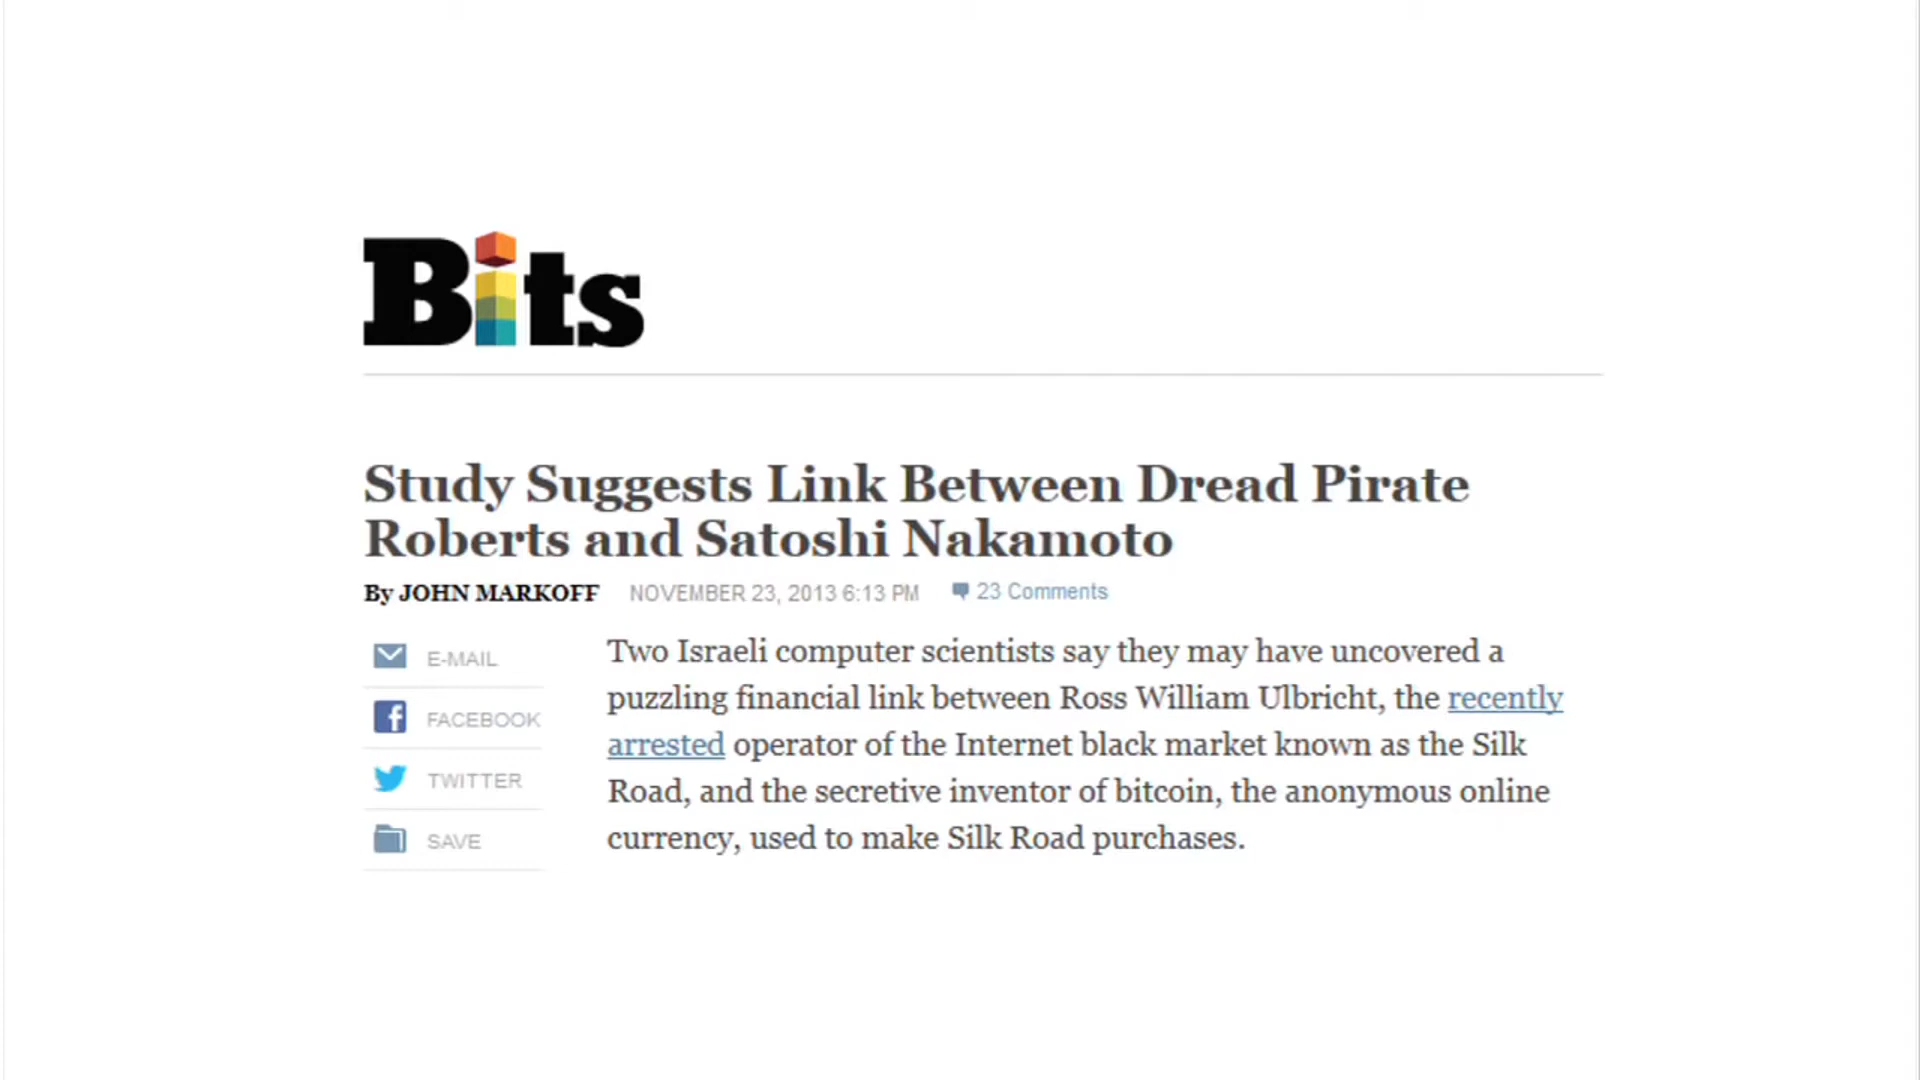 Bits
Study Suggests Link Between Dread Pirate
Roberts and Satoshi Nakamoto
By JOHN MARKOFF NOVEMBER 23, 2013 6:13 PM 23 Comments
E-MAIL
FACEBOOK
TWITTER
SAVE
Two Israeli computer scientists say they may have uncovered a
puzzling financial link between Ross William Ulbricht, the recently
arrested operator of the Internet black market known as the Silk
Road, and the secretive inventor of bitcoin, the anonymous online
currency, used to make Silk Road purchases.